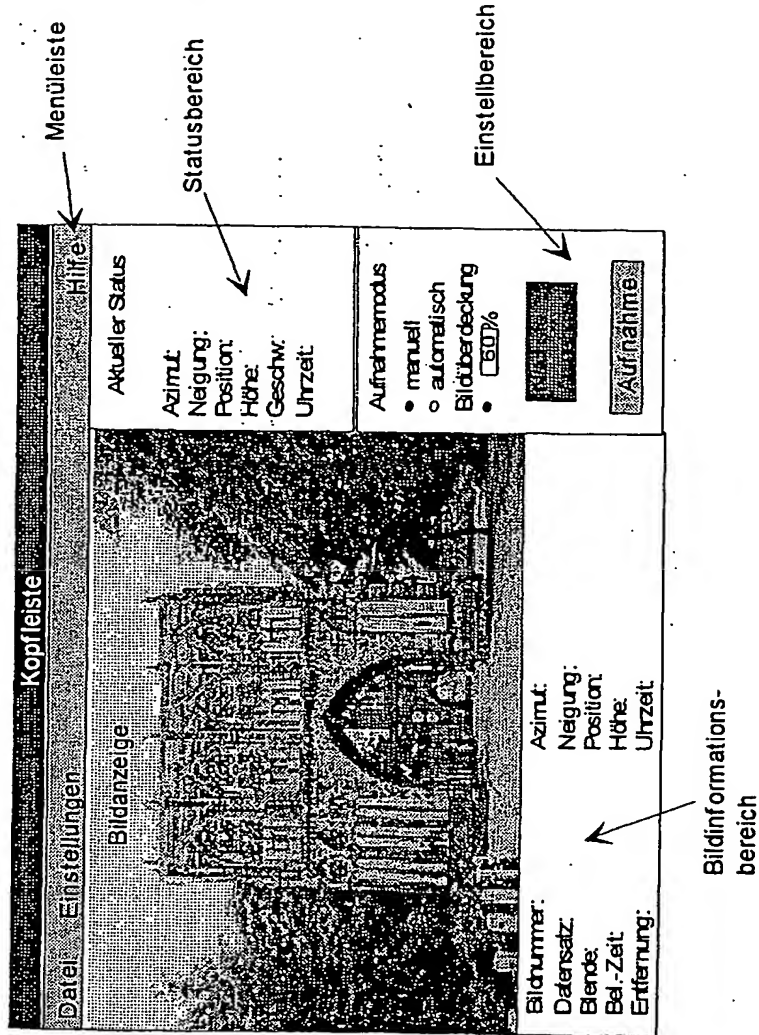 Kopfleiste
Datei Einstellungen Hilfe
Menüleiste
Bildanzeige
Aktueller Status
Azimut:
Neigung:
Position:
Höhe:
Geschw.:
Uhrzeit:
Statusbereich
Aufnahmemodus
• manuell
○ automatisch
Bildüberdeckung
• 60%
Aufnahme
Einstellbereich
Bildnummer:
Datensatz:
Blende:
Bel.-Zeit:
Entfernung:
Azimut:
Neigung:
Position:
Höhe:
Uhrzeit:
Bildinformations-
bereich